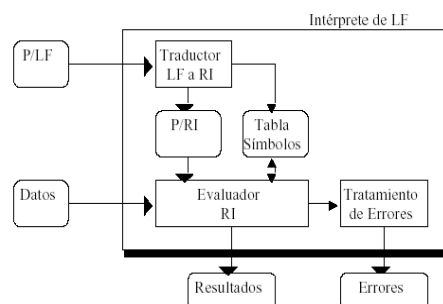 Intérprete de LF
P/LF
Traductor
LF a RI
P/RI
Tabla
Símbolos
Datos
Evaluador
RI
Tratamiento
de Errores
Resultados
Errores